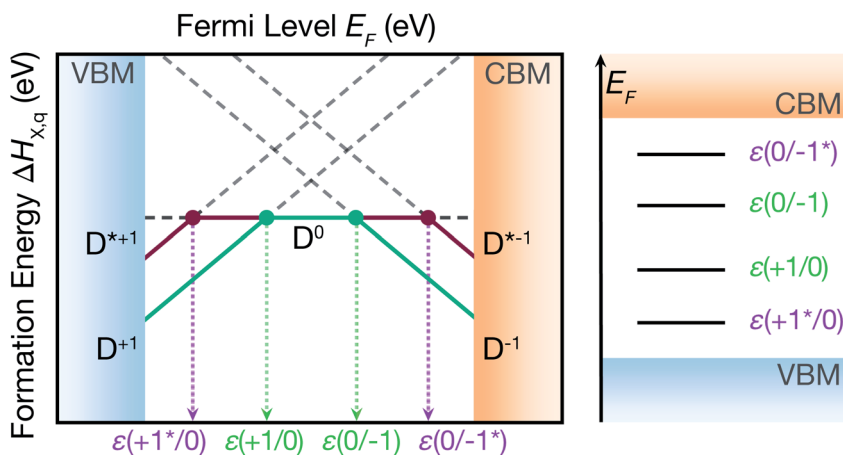 Fermi Level E_F (eV)
Formation Energy ΔH_X,q (eV)
VBM
CBM
D*⁺¹
D⁰
D*⁻¹
D⁺¹
D⁻¹
ε(+1*/0)
ε(+1/0)
ε(0/-1)
ε(0/-1*)
E_F
CBM
ε(0/-1*)
ε(0/-1)
ε(+1/0)
ε(+1*/0)
VBM